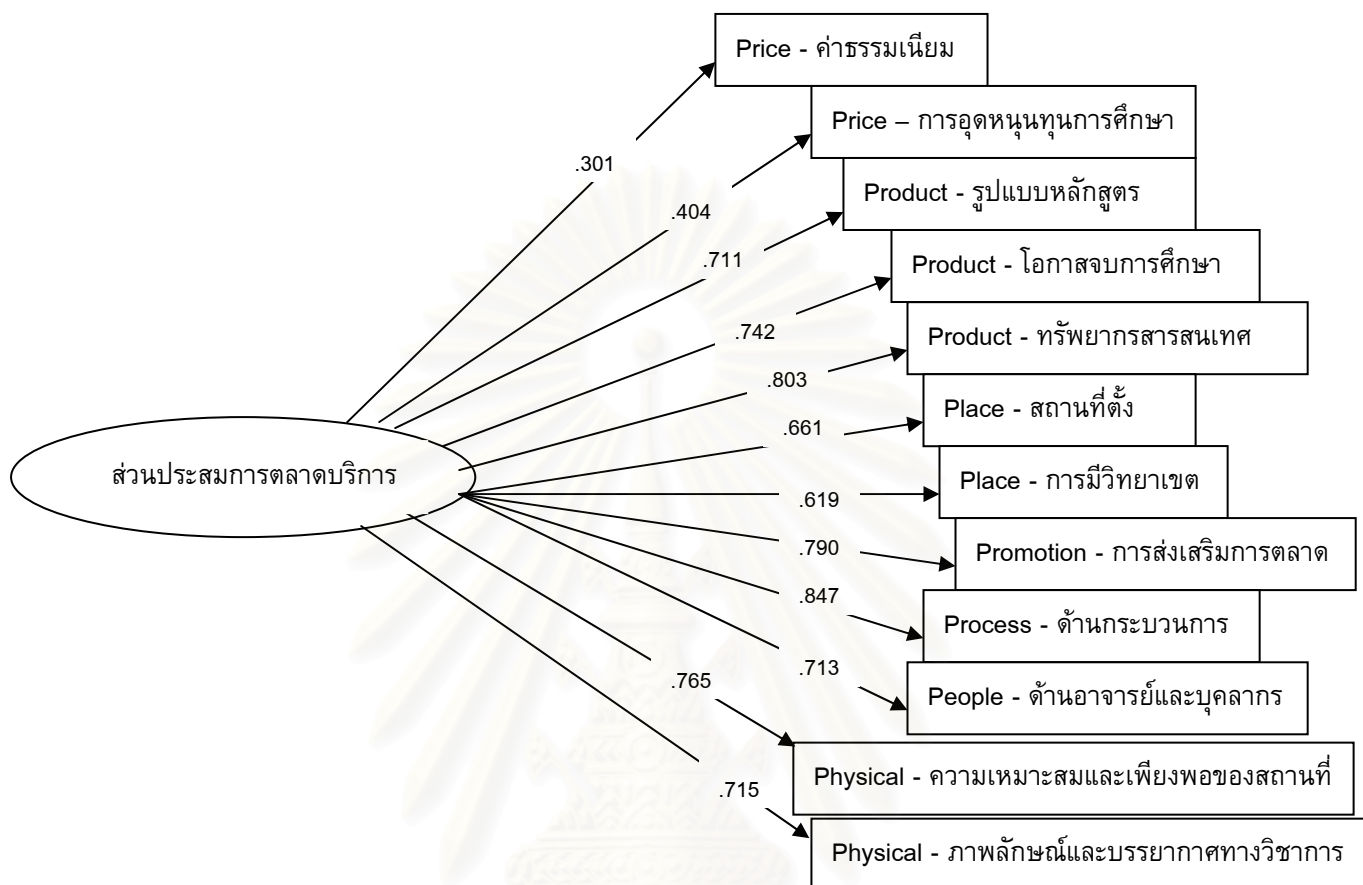 Price - ค่าธรรมเนียม
Price – การอุดหนุนทุนการศึกษา
.301
Product - รูปแบบหลักสูตร
.404
.711
Product - โอกาสจบการศึกษา
.742
Product - ทรัพยากรสารสนเทศ
.803
Place - สถานที่ตั้ง
.661
ส่วนประสมการตลาดบริการ
Place - การมีวิทยาเขต
.619
Promotion - การส่งเสริมการตลาด
.790
.847
Process - ด้านกระบวนการ
.713
People - ด้านอาจารย์และบุคลากร
.765
Physical - ความเหมาะสมและเพียงพอของสถานที่
.715
Physical - ภาพลักษณ์และบรรยากาศทางวิชาการ